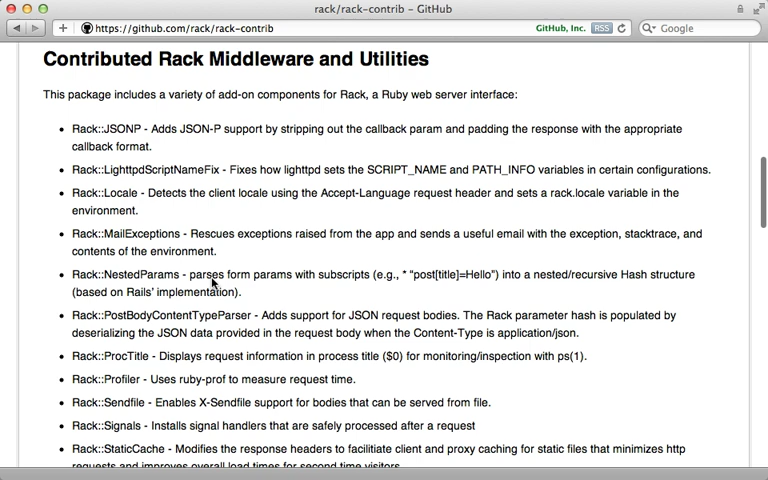 rack/rack-contrib – GitHub
https://github.com/rack/rack-contrib
GitHub, Inc.
RSS
Google
Contributed Rack Middleware and Utilities
This package includes a variety of add-on components for Rack, a Ruby web server interface:
• Rack::JSONP - Adds JSON-P support by stripping out the callback param and padding the response with the appropriate
callback format.
• Rack::LighttpdScriptNameFix - Fixes how lighttpd sets the SCRIPT_NAME and PATH_INFO variables in certain configurations.
• Rack::Locale - Detects the client locale using the Accept-Language request header and sets a rack.locale variable in the
environment.
• Rack::MailExceptions - Rescues exceptions raised from the app and sends a useful email with the exception, stacktrace, and
contents of the environment.
• Rack::NestedParams - parses form params with subscripts (e.g., * “post[title]=Hello”) into a nested/recursive Hash structure
(based on Rails’ implementation).
• Rack::PostBodyContentTypeParser - Adds support for JSON request bodies. The Rack parameter hash is populated by
deserializing the JSON data provided in the request body when the Content-Type is application/json.
• Rack::ProcTitle - Displays request information in process title ($0) for monitoring/inspection with ps(1).
• Rack::Profiler - Uses ruby-prof to measure request time.
• Rack::Sendfile - Enables X-Sendfile support for bodies that can be served from file.
• Rack::Signals - Installs signal handlers that are safely processed after a request
• Rack::StaticCache - Modifies the response headers to facilitiate client and proxy caching for static files that minimizes http
requests and improves overall load times for second time visitors.